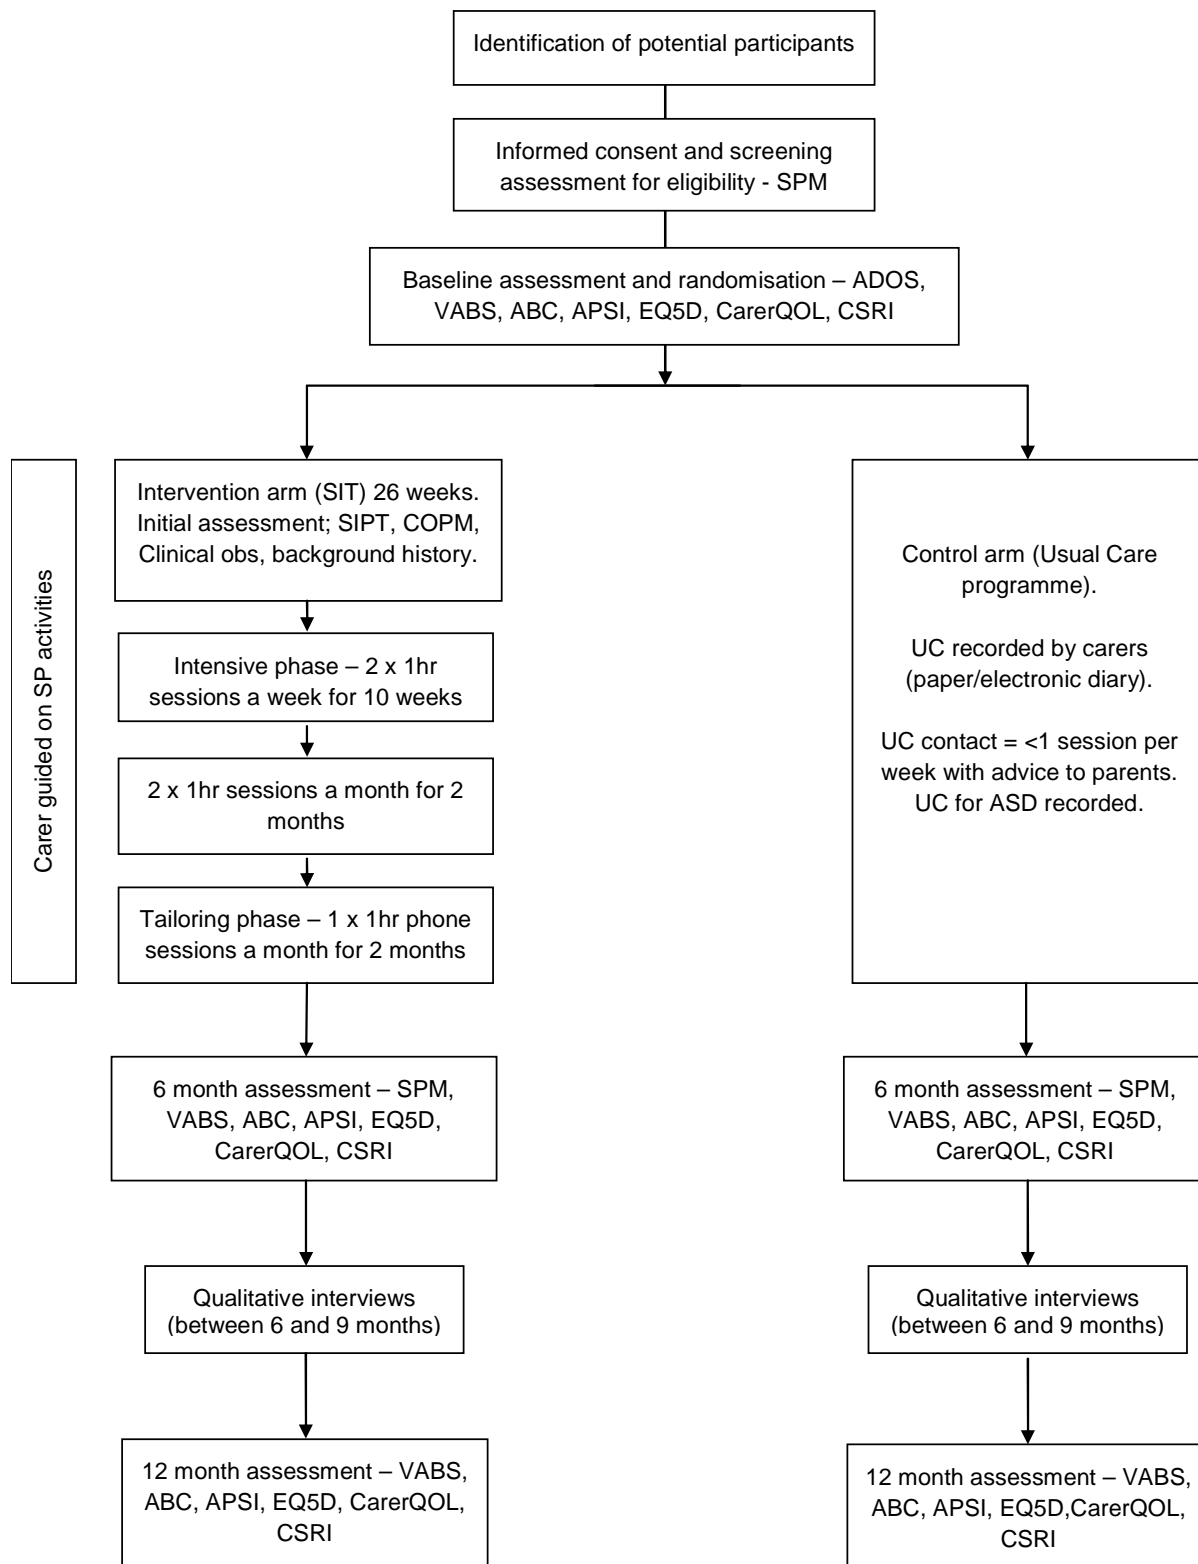 Identification of potential participants
Informed consent and screening
assessment for eligibility - SPM
Baseline assessment and randomisation – ADOS,
VABS, ABC, APSI, EQ5D, CarerQOL, CSRI
Carer guided on SP activities
Intervention arm (SIT) 26 weeks.
Initial assessment; SIPT, COPM,
Clinical obs, background history.
Intensive phase – 2 x 1hr
sessions a week for 10 weeks
2 x 1hr sessions a month for 2
months
Tailoring phase – 1 x 1hr phone
sessions a month for 2 months
Control arm (Usual Care
programme).
UC recorded by carers
(paper/electronic diary).
UC contact = <1 session per
week with advice to parents.
UC for ASD recorded.
6 month assessment – SPM,
VABS, ABC, APSI, EQ5D,
CarerQOL, CSRI
6 month assessment – SPM,
VABS, ABC, APSI, EQ5D,
CarerQOL, CSRI
Qualitative interviews
(between 6 and 9 months)
Qualitative interviews
(between 6 and 9 months)
12 month assessment – VABS,
ABC, APSI, EQ5D, CarerQOL,
CSRI
12 month assessment – VABS,
ABC, APSI, EQ5D,CarerQOL,
CSRI